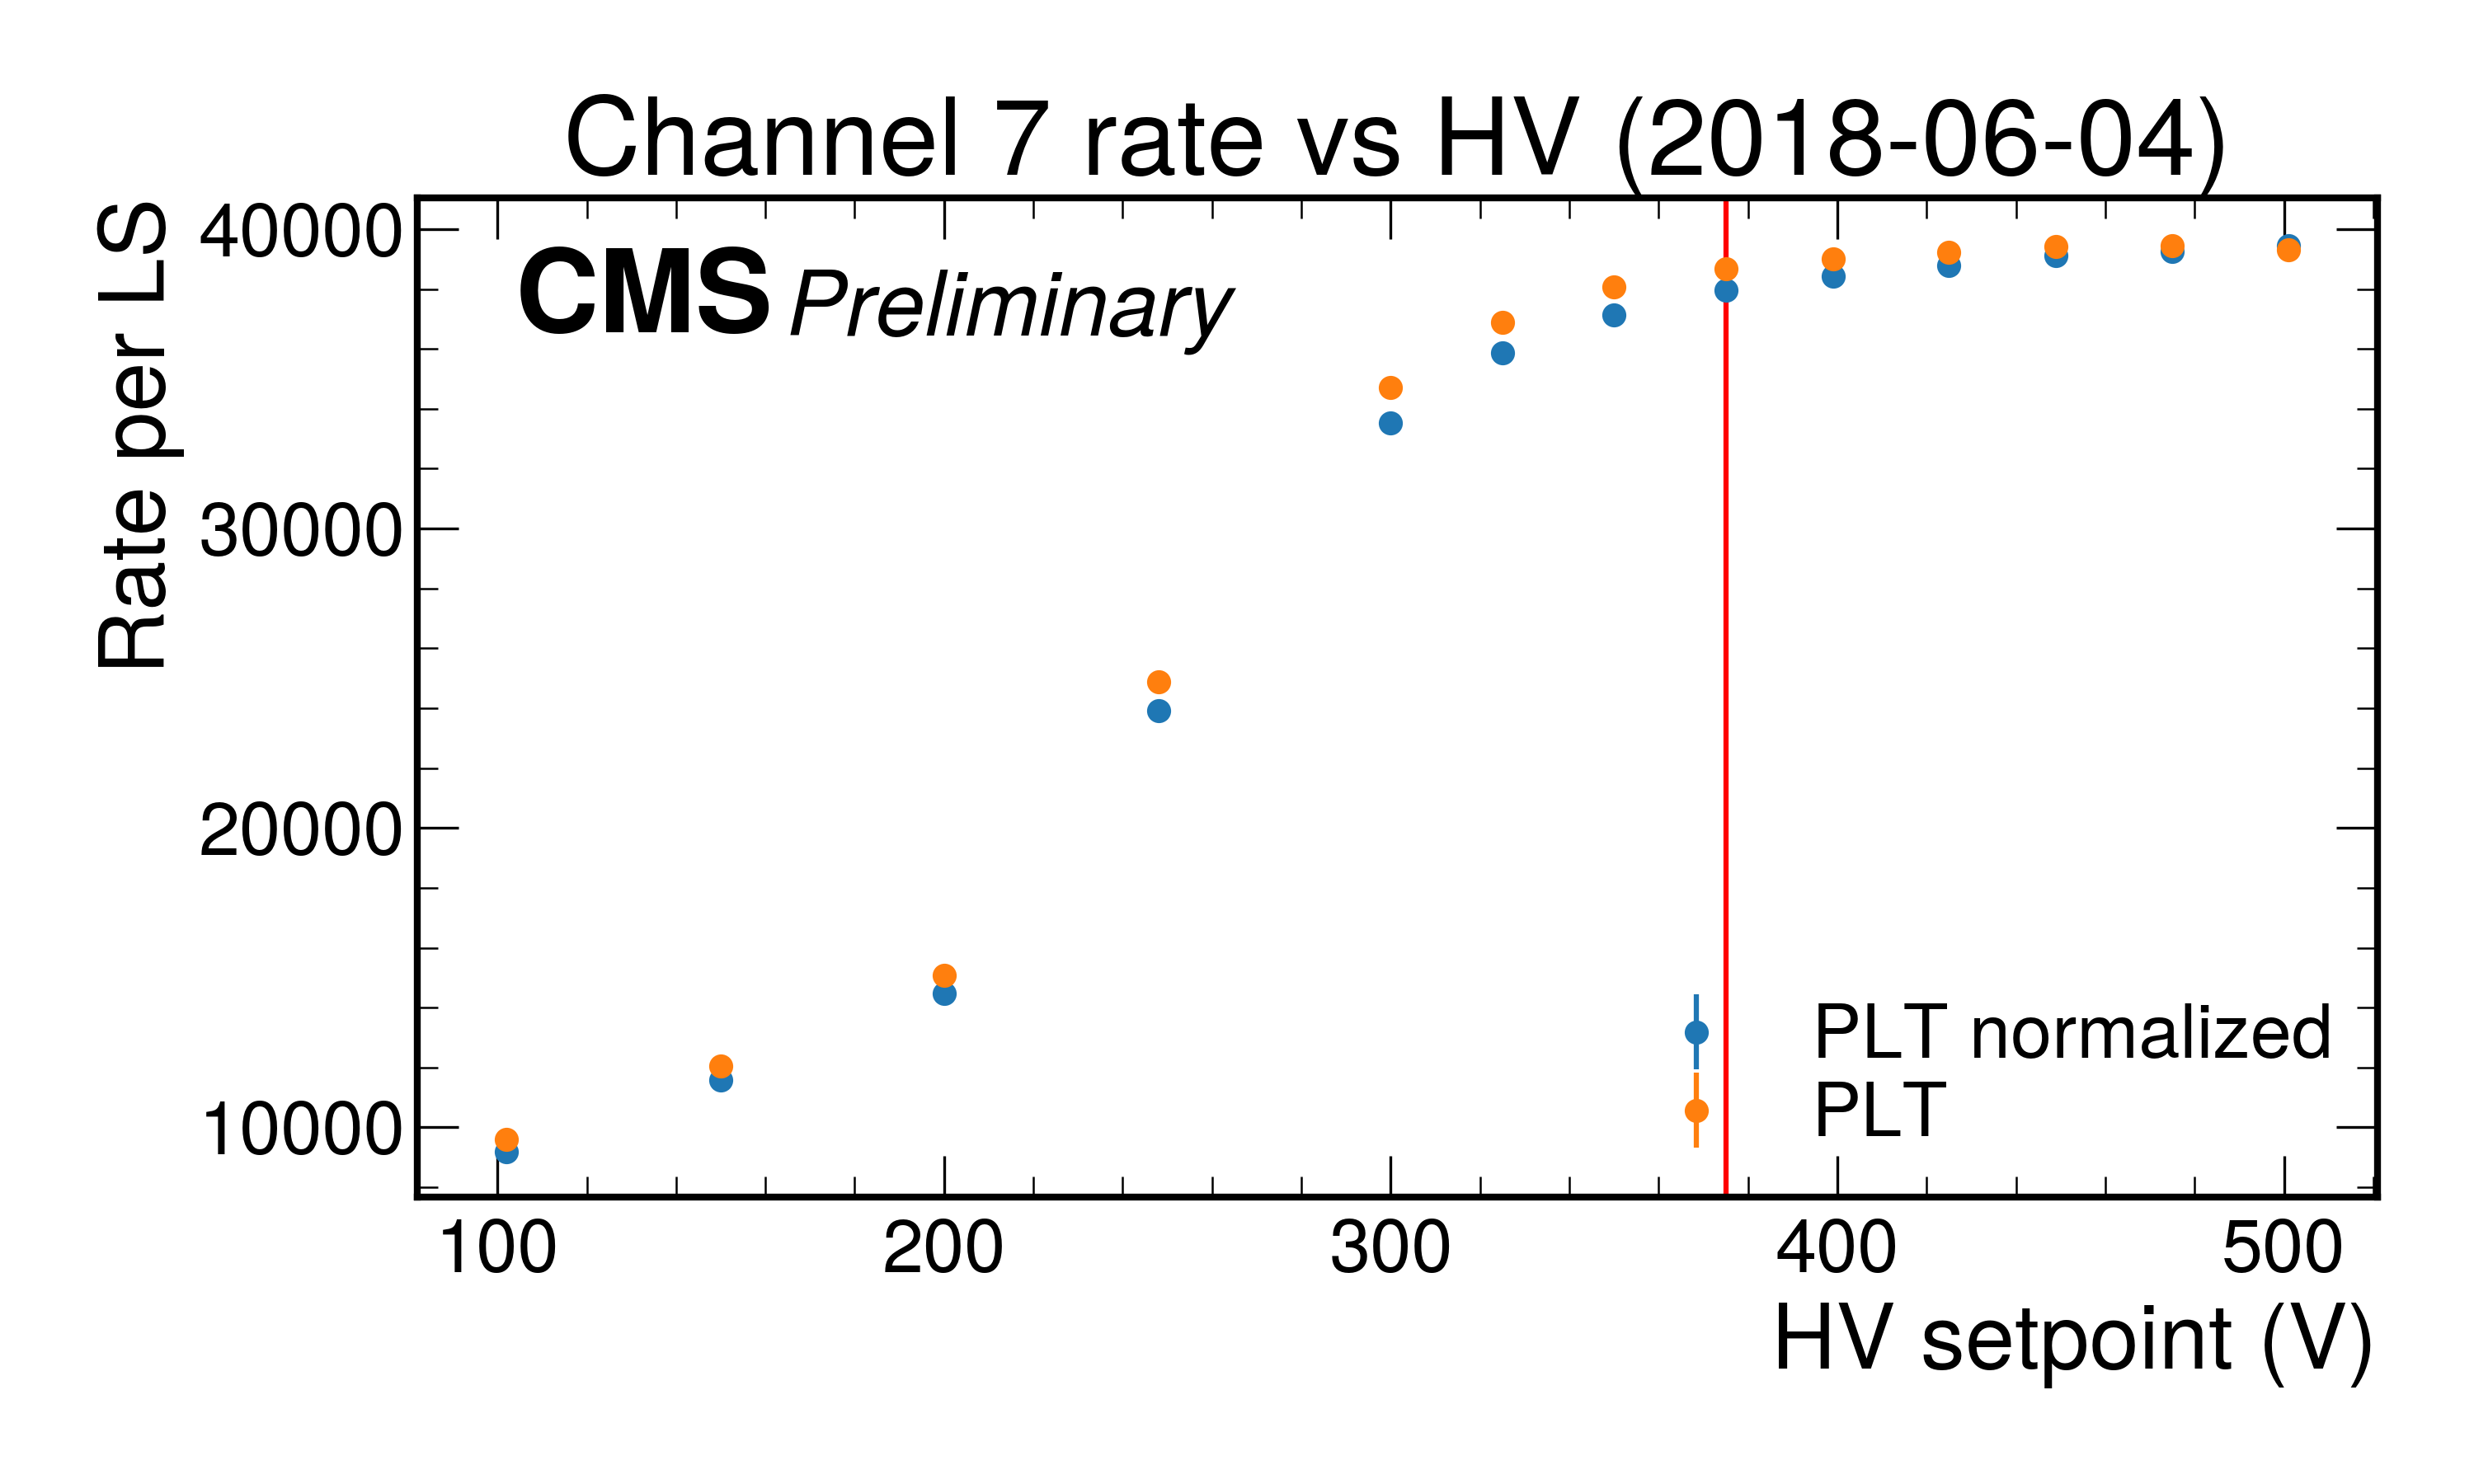 Channel 7 rate vs HV (2018-06-04)
Rate per LS
40000
30000
20000
10000
CMS Preliminary
PLT normalized
PLT
100 200 300 400 500
HV setpoint (V)